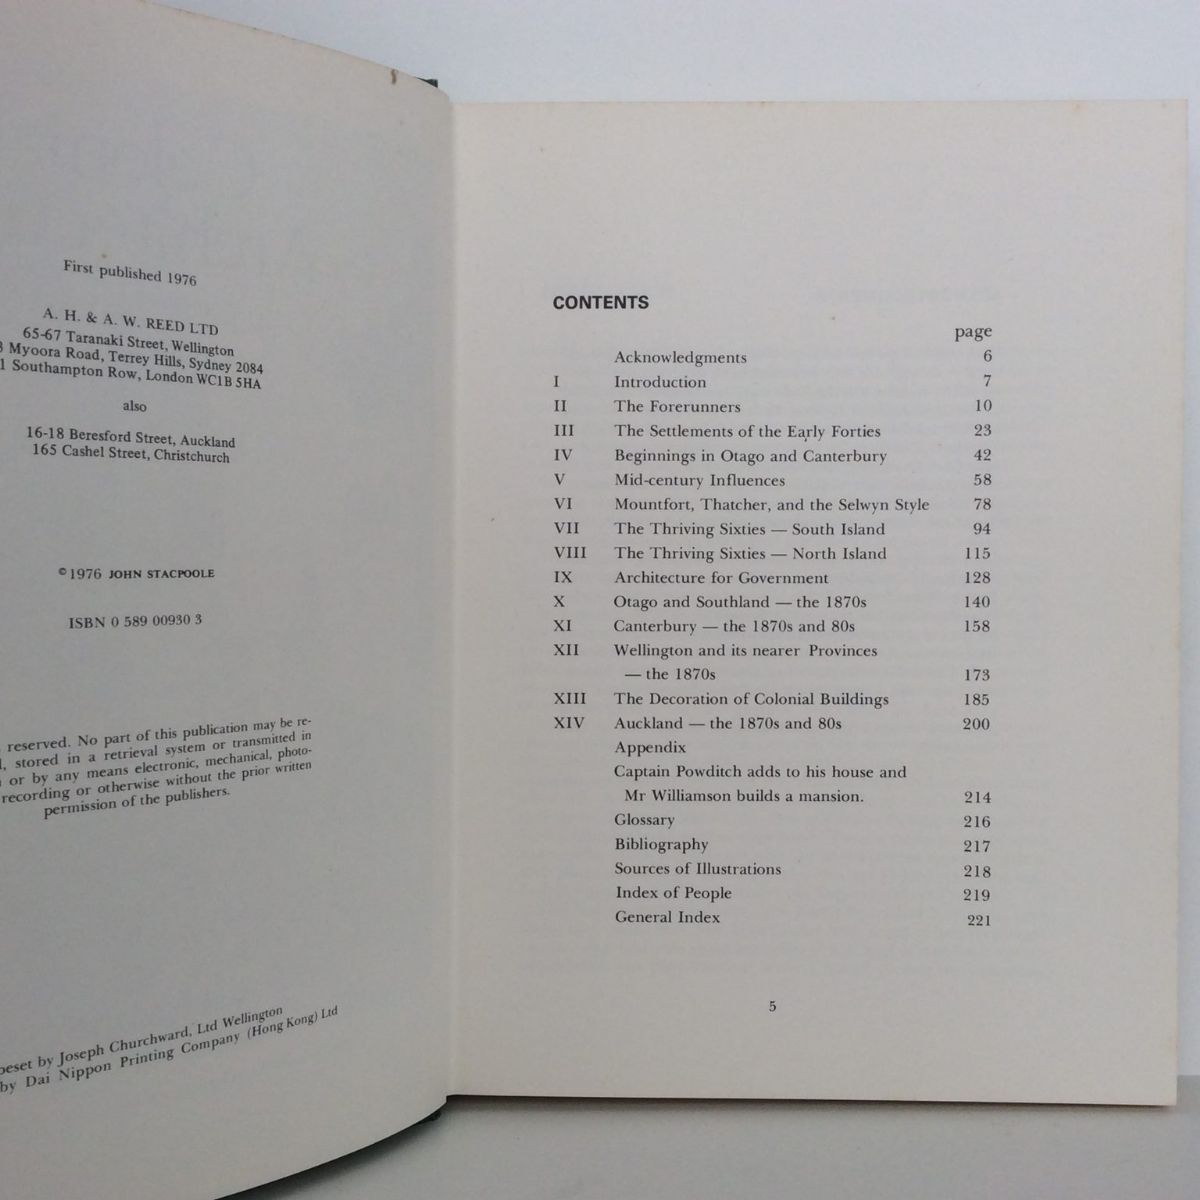 First published 1976
A. H. & A. W. REED LTD
65-67 Taranaki Street, Wellington
Myoora Road, Terrey Hills, Sydney 2084
Southampton Row, London WC1B 5HA
also
16-18 Beresford Street, Auckland
165 Cashel Street, Christchurch
©1976 JOHN STACPOOLE
ISBN 0 589 00930 3
reserved. No part of this publication may be re-
stored in a retrieval system or transmitted in
or by any means electronic, mechanical, photo-
recording or otherwise without the prior written
permission of the publishers.
by Joseph Churchward, Ltd Wellington
by Dai Nippon Printing Company (Hong Kong) Ltd
CONTENTS
page
Acknowledgments 6
I Introduction 7
II The Forerunners 10
III The Settlements of the Early Forties 23
IV Beginnings in Otago and Canterbury 42
V Mid-century Influences 58
VI Mountfort, Thatcher, and the Selwyn Style 78
VII The Thriving Sixties — South Island 94
VIII The Thriving Sixties — North Island 115
IX Architecture for Government 128
X Otago and Southland — the 1870s 140
XI Canterbury — the 1870s and 80s 158
XII Wellington and its nearer Provinces
— the 1870s 173
XIII The Decoration of Colonial Buildings 185
XIV Auckland — the 1870s and 80s 200
Appendix
Captain Powditch adds to his house and
Mr Williamson builds a mansion. 214
Glossary 216
Bibliography 217
Sources of Illustrations 218
Index of People 219
General Index 221
5